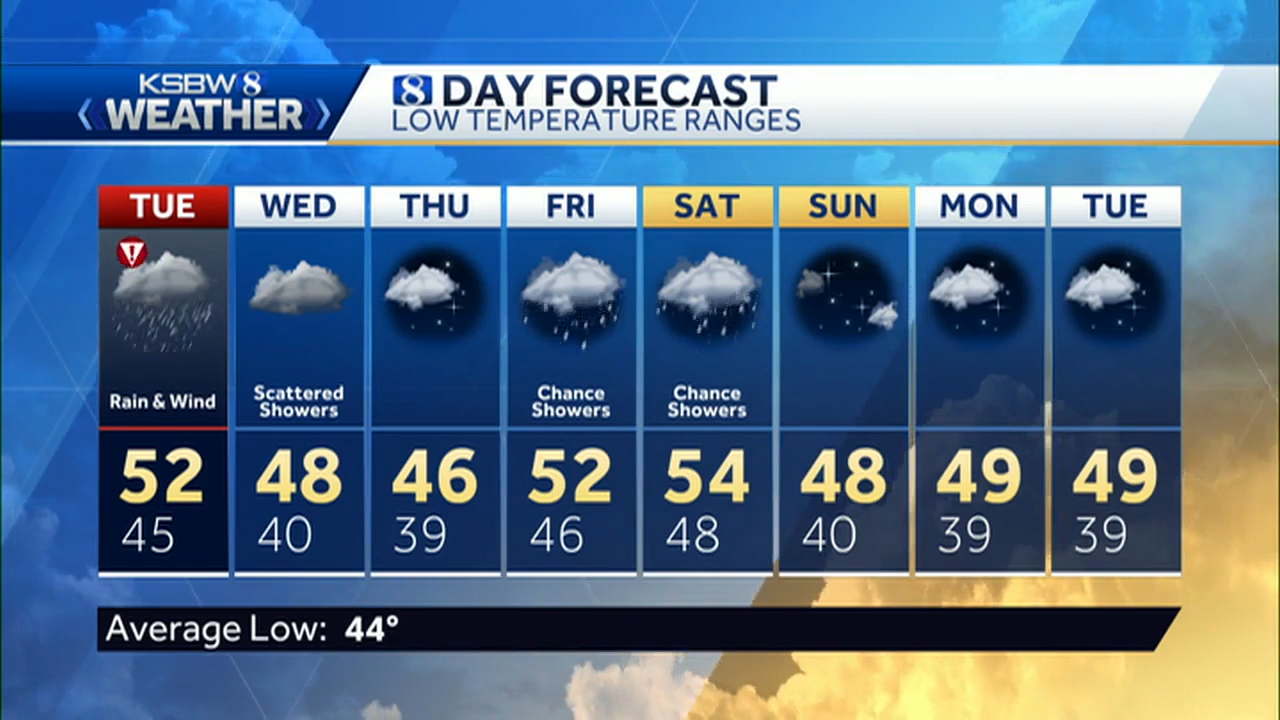 KSBW 8
WEATHER
8 DAY FORECAST
LOW TEMPERATURE RANGES
TUE WED THU FRI SAT SUN MON TUE
!
Rain & Wind
Scattered
Showers
Chance
Showers
Chance
Showers
52 48 46 52 54 48 49 49
45 40 39 46 48 40 39 39
Average Low: 44°